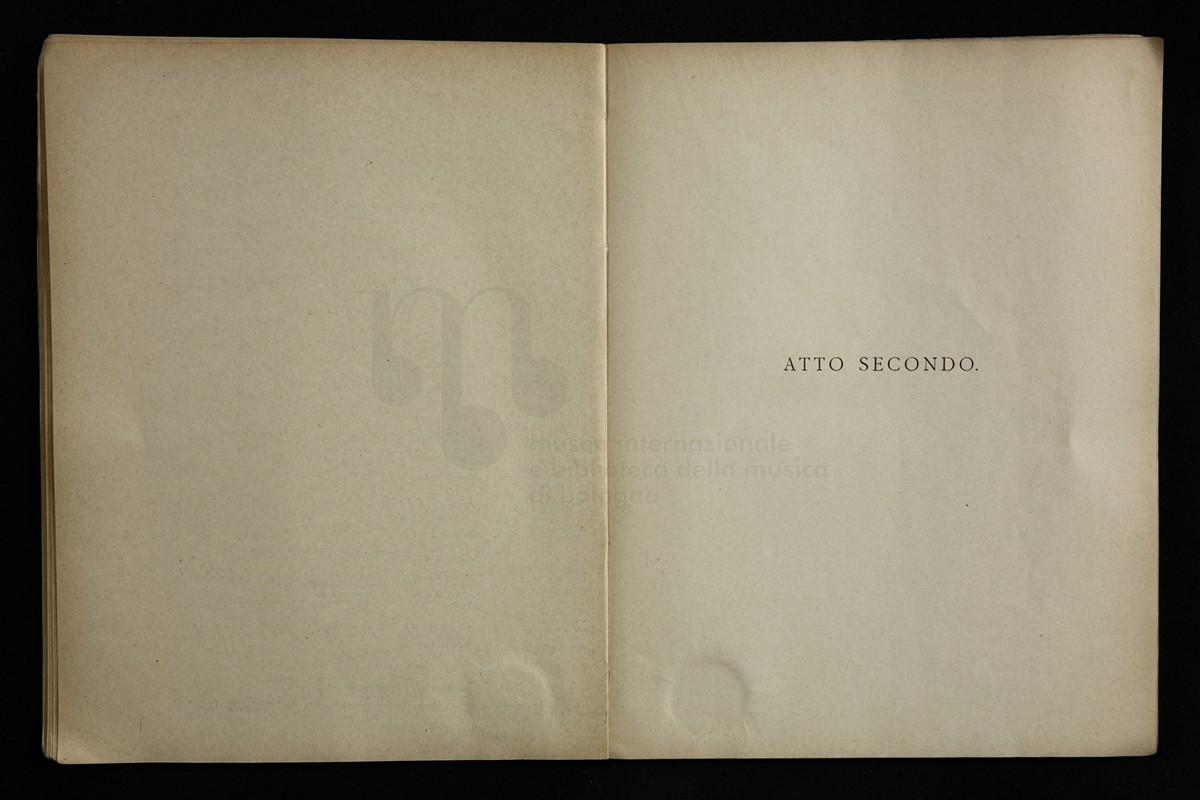 ATTO SECONDO.
museo internazionale
e biblioteca della musica
di bologna